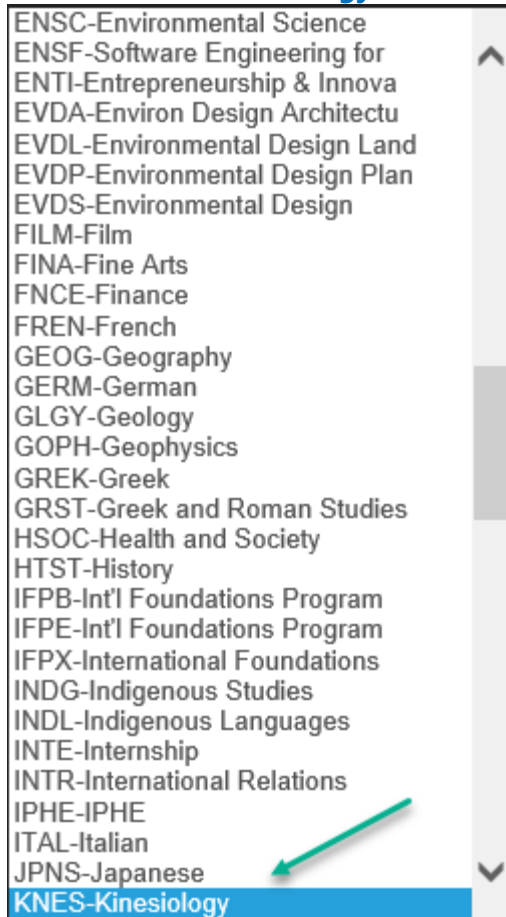 ENSC-Environmental Science
ENSF-Software Engineering for
ENTI-Entrepreneurship & Innova
EVDA-Environ Design Architectu
EVDL-Environmental Design Land
EVDP-Environmental Design Plan
EVDS-Environmental Design
FILM-Film
FINA-Fine Arts
FNCE-Finance
FREN-French
GEOG-Geography
GERM-German
GLGY-Geology
GOPH-Geophysics
GREK-Greek
GRST-Greek and Roman Studies
HSOC-Health and Society
HTST-History
IFPB-Int'l Foundations Program
IFPE-Int'l Foundations Program
IFPX-International Foundations
INDG-Indigenous Studies
INDL-Indigenous Languages
INTE-Internship
INTR-International Relations
IPHE-IPHE
ITAL-Italian
JPNS-Japanese
KNES-Kinesiology